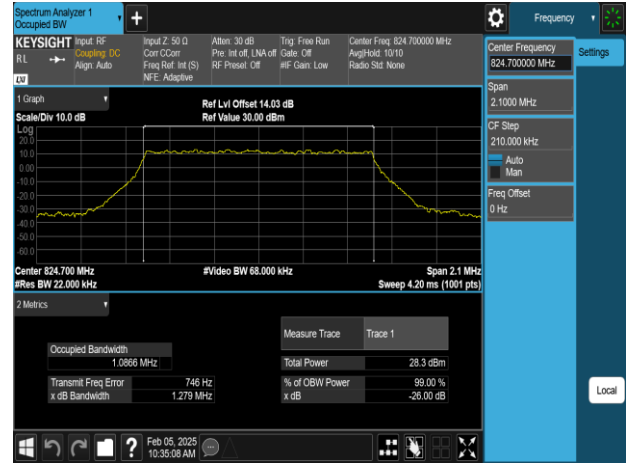 Spectrum Analyzer 1
Occupied BW
+
Frequency
KEYSIGHT
RL
LXI
Input: RF
Coupling: DC
Align: Auto
Input Z: 50 Ω
Corr CCorr
Freq Ref: Int (S)
NFE: Adaptive
Atten: 30 dB
Pre: Int off, LNA off
RF Preset: Off
Trig: Free Run
Gate: Off
#IF Gain: Low
Center Freq: 824.700000 MHz
Avg|Hold: 10/10
Radio Std: None
Center Frequency
824.700000 MHz
Settings
Span
2.1000 MHz
CF Step
210.000 kHz
Auto
Man
Freq Offset
0 Hz
Local
1 Graph
Scale/Div 10.0 dB
Ref Lvl Offset 14.03 dB
Ref Value 30.00 dBm
Log
20.0
10.0
0.00
-10.0
-20.0
-30.0
-40.0
-50.0
-60.0
Center 824.700 MHz
#Video BW 68.000 kHz
Span 2.1 MHz
#Res BW 22.000 kHz
Sweep 4.20 ms (1001 pts)
2 Metrics
Measure Trace Trace 1
Occupied Bandwidth
1.0866 MHz
Total Power 28.3 dBm
Transmit Freq Error 746 Hz
% of OBW Power 99.00 %
x dB Bandwidth 1.279 MHz
x dB -26.00 dB
?
Feb 05, 2025
10:35:08 AM